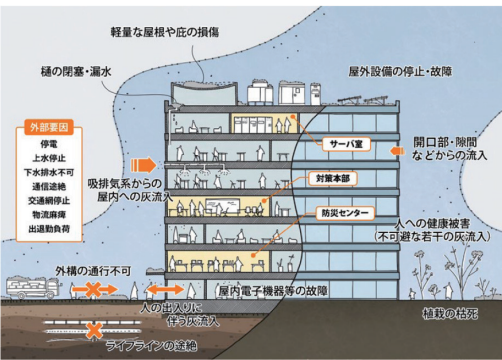 軽量な屋根や庇の損傷
樋の閉塞・漏水
屋外設備の停止・故障
外部要因
停電
上水停止
下水排水不可
通信途絶
交通網停止
物流麻痺
出退勤負荷
サーバ室
開口部・隙間
などからの流入
吸排気系からの
屋内への灰流入
対策本部
防災センター
人への健康被害
(不可避な若干の灰流入)
外構の通行不可
人の出入りに
伴う灰流入
屋内電子機器等の故障
植栽の枯死
ライフラインの途絶